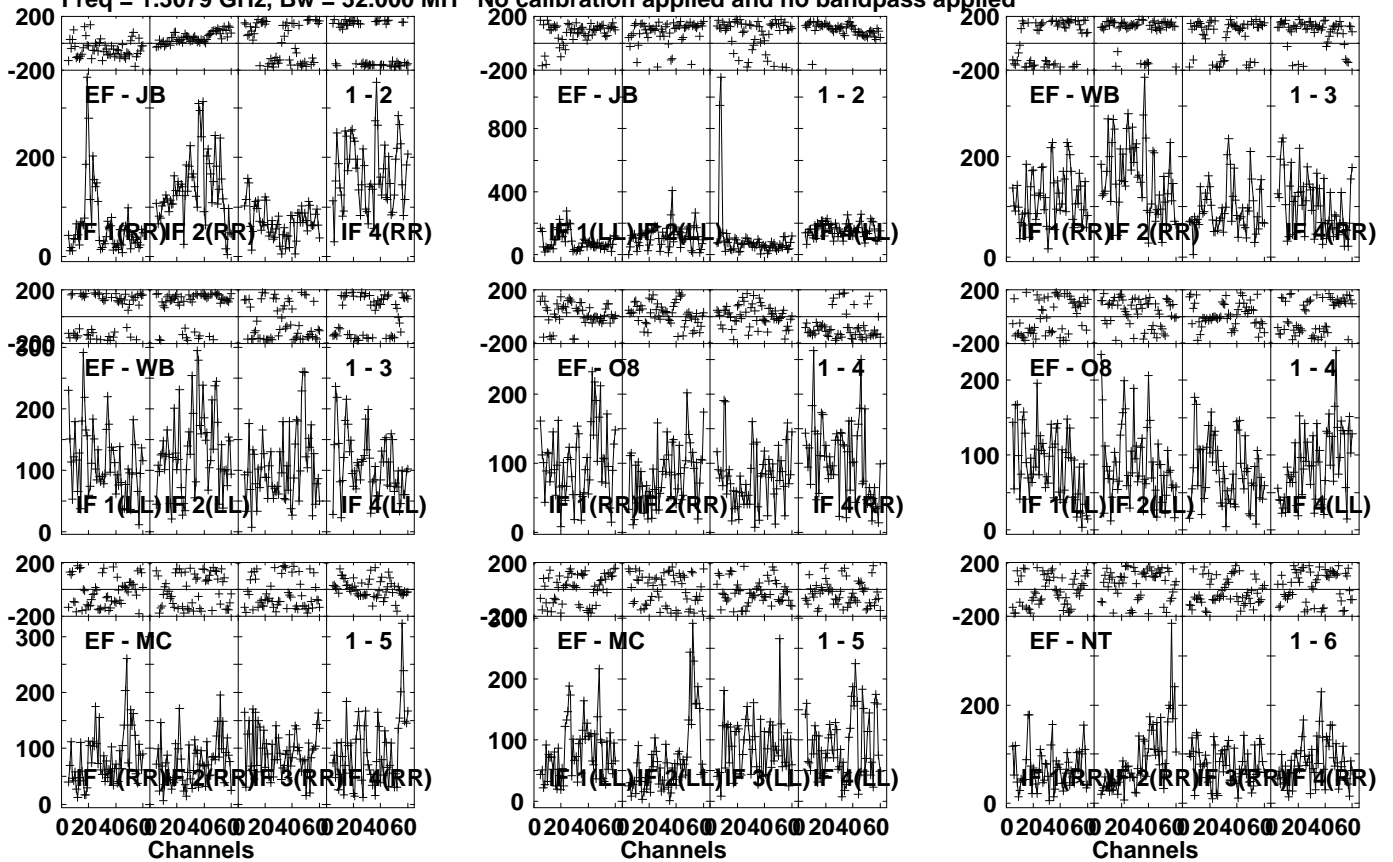 Freq = 1.3079 GHz, Bw = 32.000 MH No calibration applied and no bandpass applied
200
-200
EF - JB 1 - 2
200
0
IF 1(RR) IF 2(RR) IF 4(RR)
EF - JB 1 - 2
800
400
200
0
IF 1(LL) IF 2(LL) IF 4(LL)
200
-200
EF - WB 1 - 3
200
0
IF 1(RR) IF 2(RR) IF 4(RR)
200
-200
300
EF - WB 1 - 3
200
100
0
IF 1(LL) IF 2(LL) IF 4(LL)
200
-200
EF - O8 1 - 4
200
100
0
IF 1(RR) IF 2(RR) IF 4(RR)
200
-200
EF - O8 1 - 4
200
100
0
IF 1(LL) IF 2(LL) IF 4(LL)
200
-200
300
EF - MC 1 - 5
200
100
0
IF 1(RR) IF 2(RR) IF 3(RR) IF 4(RR)
0 20 40 60 0 20 40 60 0 20 40 60 0 20 40 60
Channels
200
-200
300
EF - MC 1 - 5
200
100
0
IF 1(LL) IF 2(LL) IF 3(LL) IF 4(LL)
0 20 40 60 0 20 40 60 0 20 40 60 0 20 40 60
Channels
200
-200
EF - NT 1 - 6
200
0
IF 1(RR) IF 2(RR) IF 3(RR) IF 4(RR)
0 20 40 60 0 20 40 60 0 20 40 60 0 20 40 60
Channels